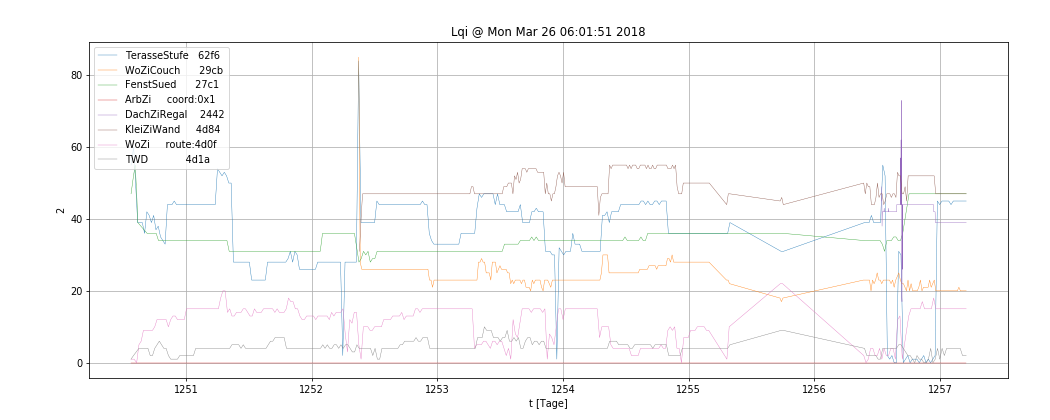 Lqi @ Mon Mar 26 06:01:51 2018
80
60
40
20
0
2
TerasseStufe 62f6
WoZiCouch 29cb
FenstSued 27c1
ArbZi coord:0x1
DachZiRegal 2442
KleiZiWand 4d84
WoZi route:4d0f
TWD 4d1a
1251 1252 1253 1254 1255 1256 1257
t [Tage]